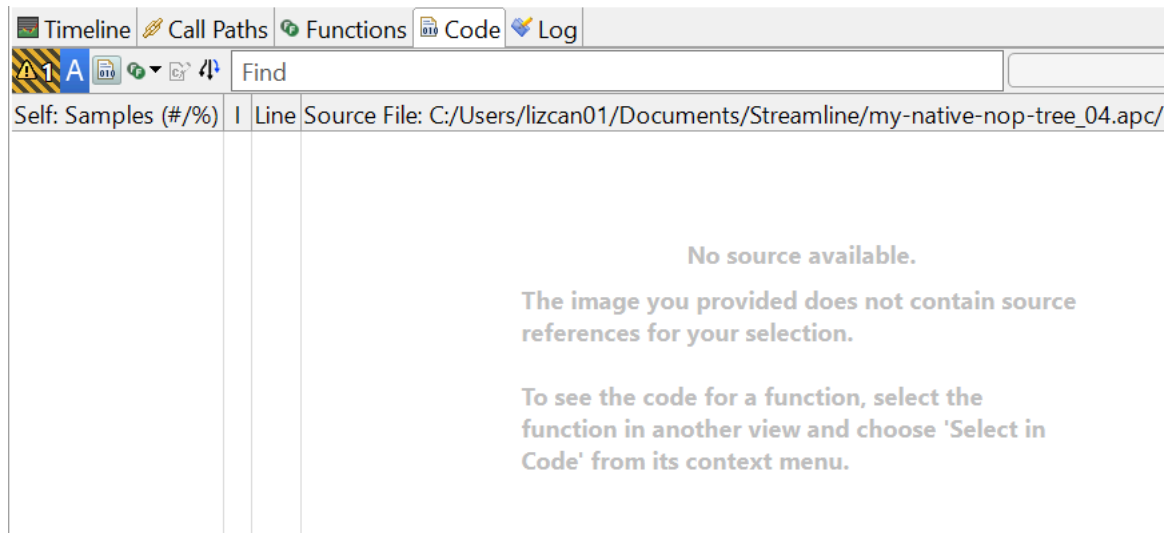 Timeline Call Paths Functions Code Log
1 A Find
Self: Samples (#/%) I Line Source File: C:/Users/lizcan01/Documents/Streamline/my-native-nop-tree_04.apc/
No source available.
The image you provided does not contain source
references for your selection.
To see the code for a function, select the
function in another view and choose 'Select in
Code' from its context menu.